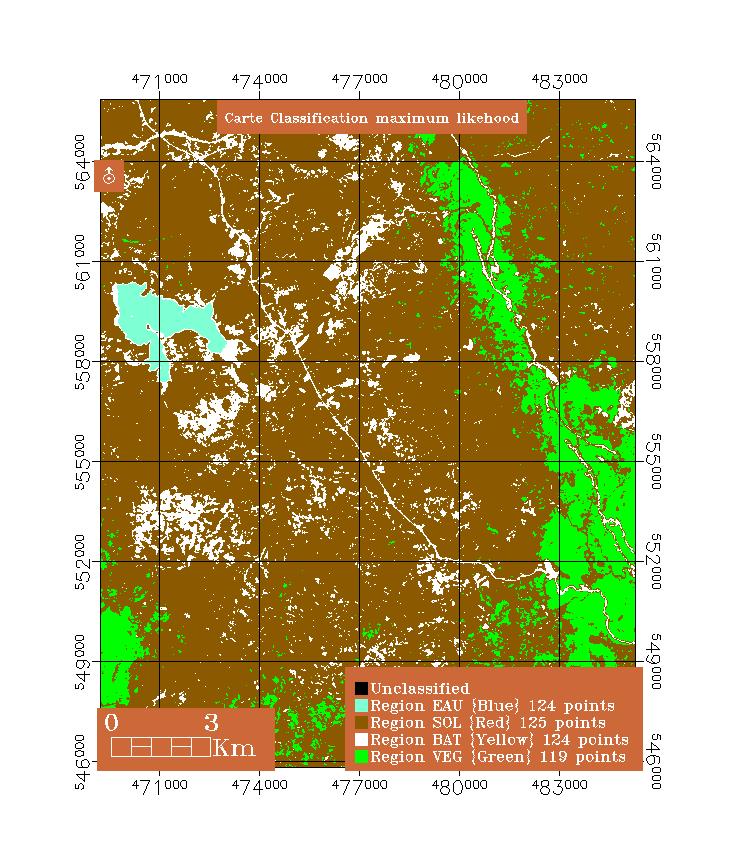 471000 474000 477000 480000 483000
Carte Classification maximum likehood
564000 564000
561000 561000
558000 558000
555000 555000
552000 552000
549000 549000
Unclassified
Region EAU {Blue} 124 points
Region SOL {Red} 125 points
Region BAT {Yellow} 124 points
Region VEG {Green} 119 points
0 3
Km
546000 546000
471000 474000 477000 480000 483000